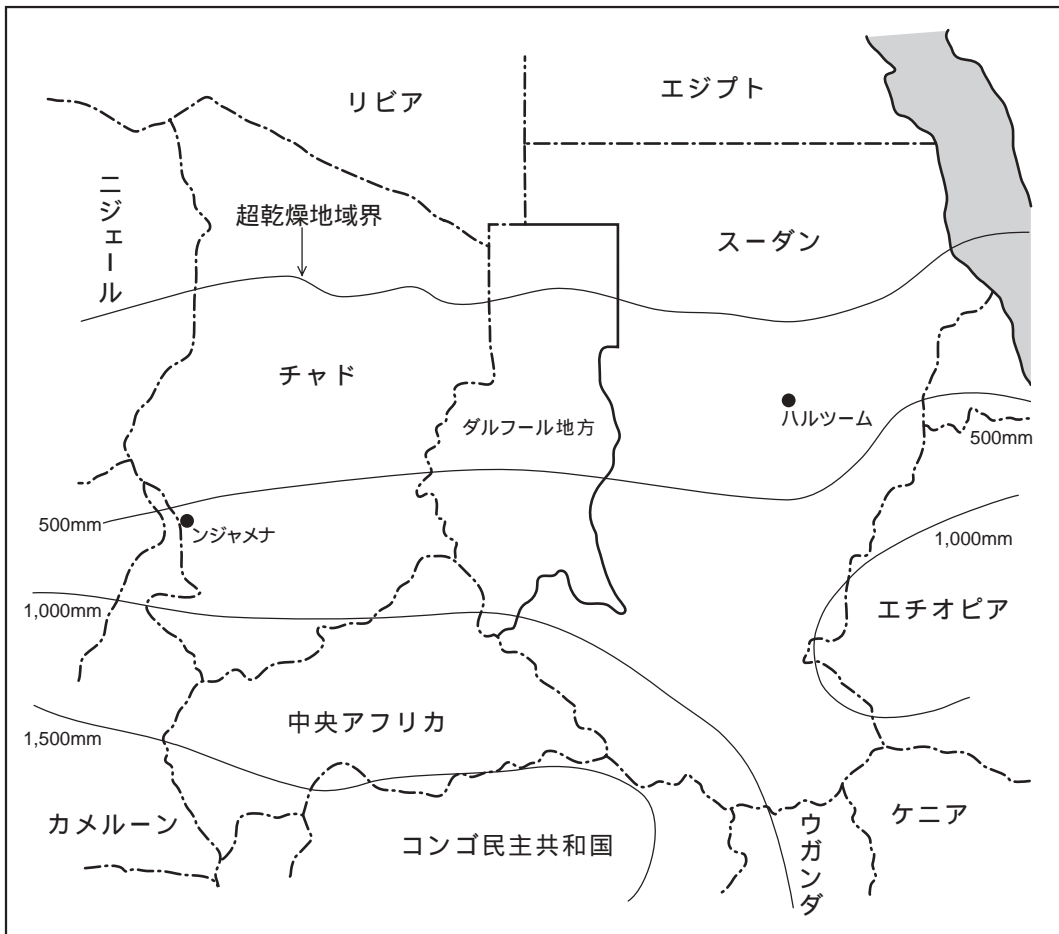 リビア
エジプト
ニジェール
超乾燥地域界
スーダン
チャド
ハルツーム
ダルフール地方
500mm
500mm
ンジャメナ
1,000mm
1,000mm
エチオピア
中央アフリカ
1,500mm
カメルーン
コンゴ民主共和国
ウガンダ
ケニア